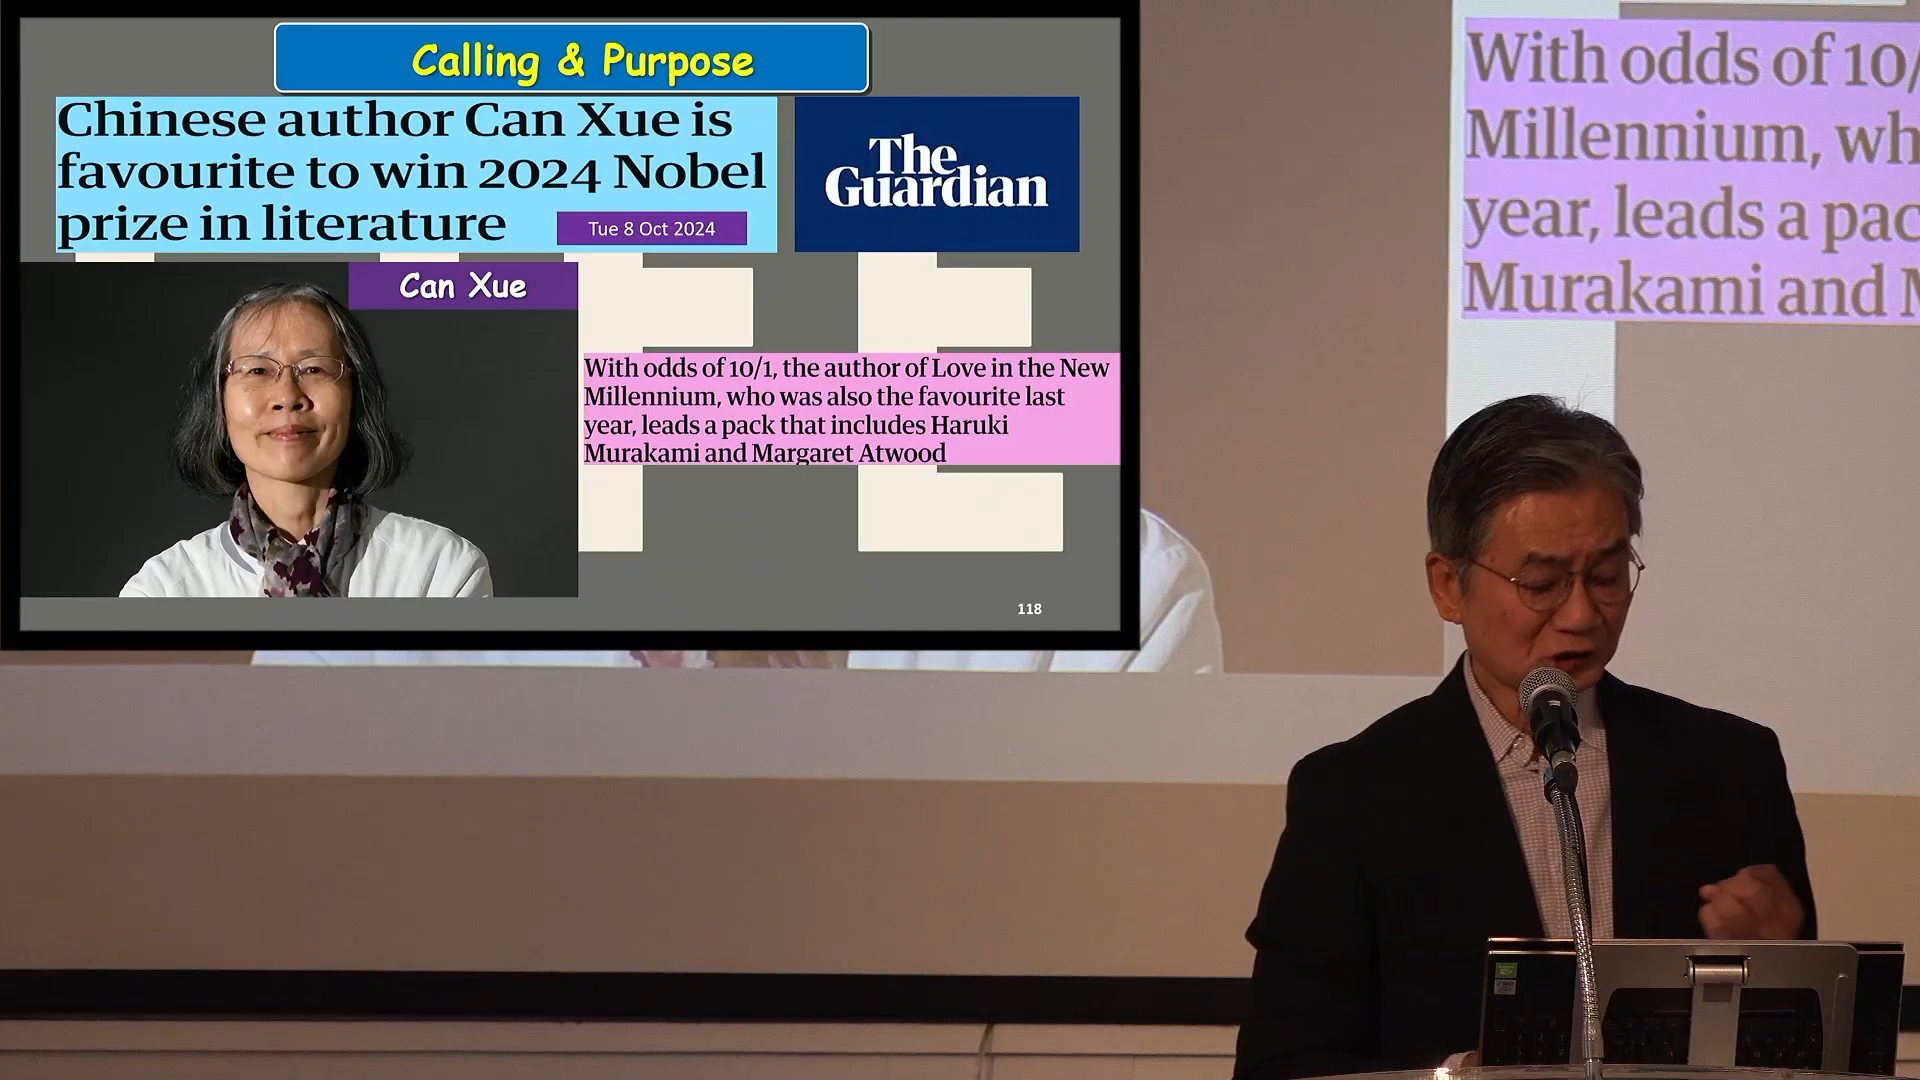 Calling & Purpose
Chinese author Can Xue is
favourite to win 2024 Nobel
prize in literature
Tue 8 Oct 2024
The
Guardian
Can Xue
With odds of 10/1, the author of Love in the New
Millennium, who was also the favourite last
year, leads a pack that includes Haruki
Murakami and Margaret Atwood
118
With odds of 10/
Millennium, wh
year, leads a pac
Murakami and M